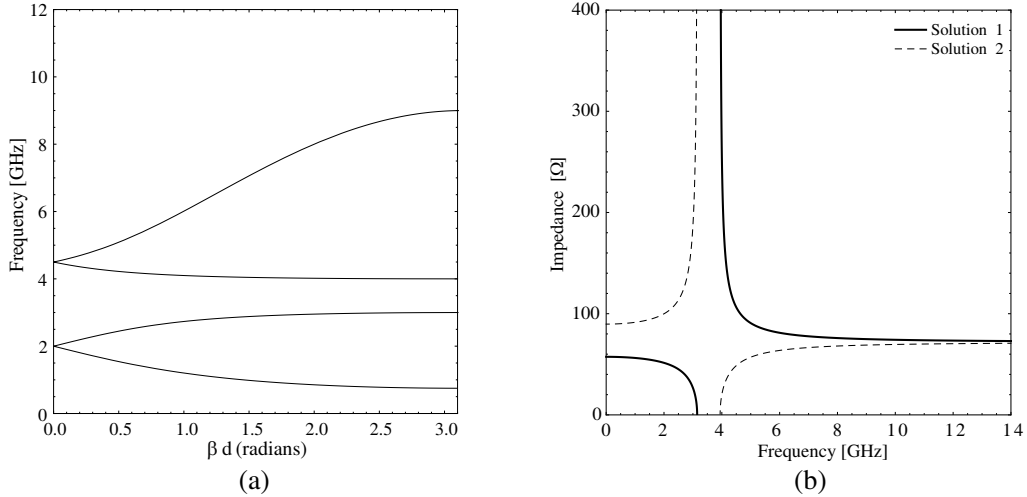 12
10
8
6
4
2
0
Frequency [GHz]
0.0 0.5 1.0 1.5 2.0 2.5 3.0
β d (radians)
(a)
400
300
200
100
0
Impedance [Ω]
Solution 1
Solution 2
0 2 4 6 8 10 12 14
Frequency [GHz]
(b)